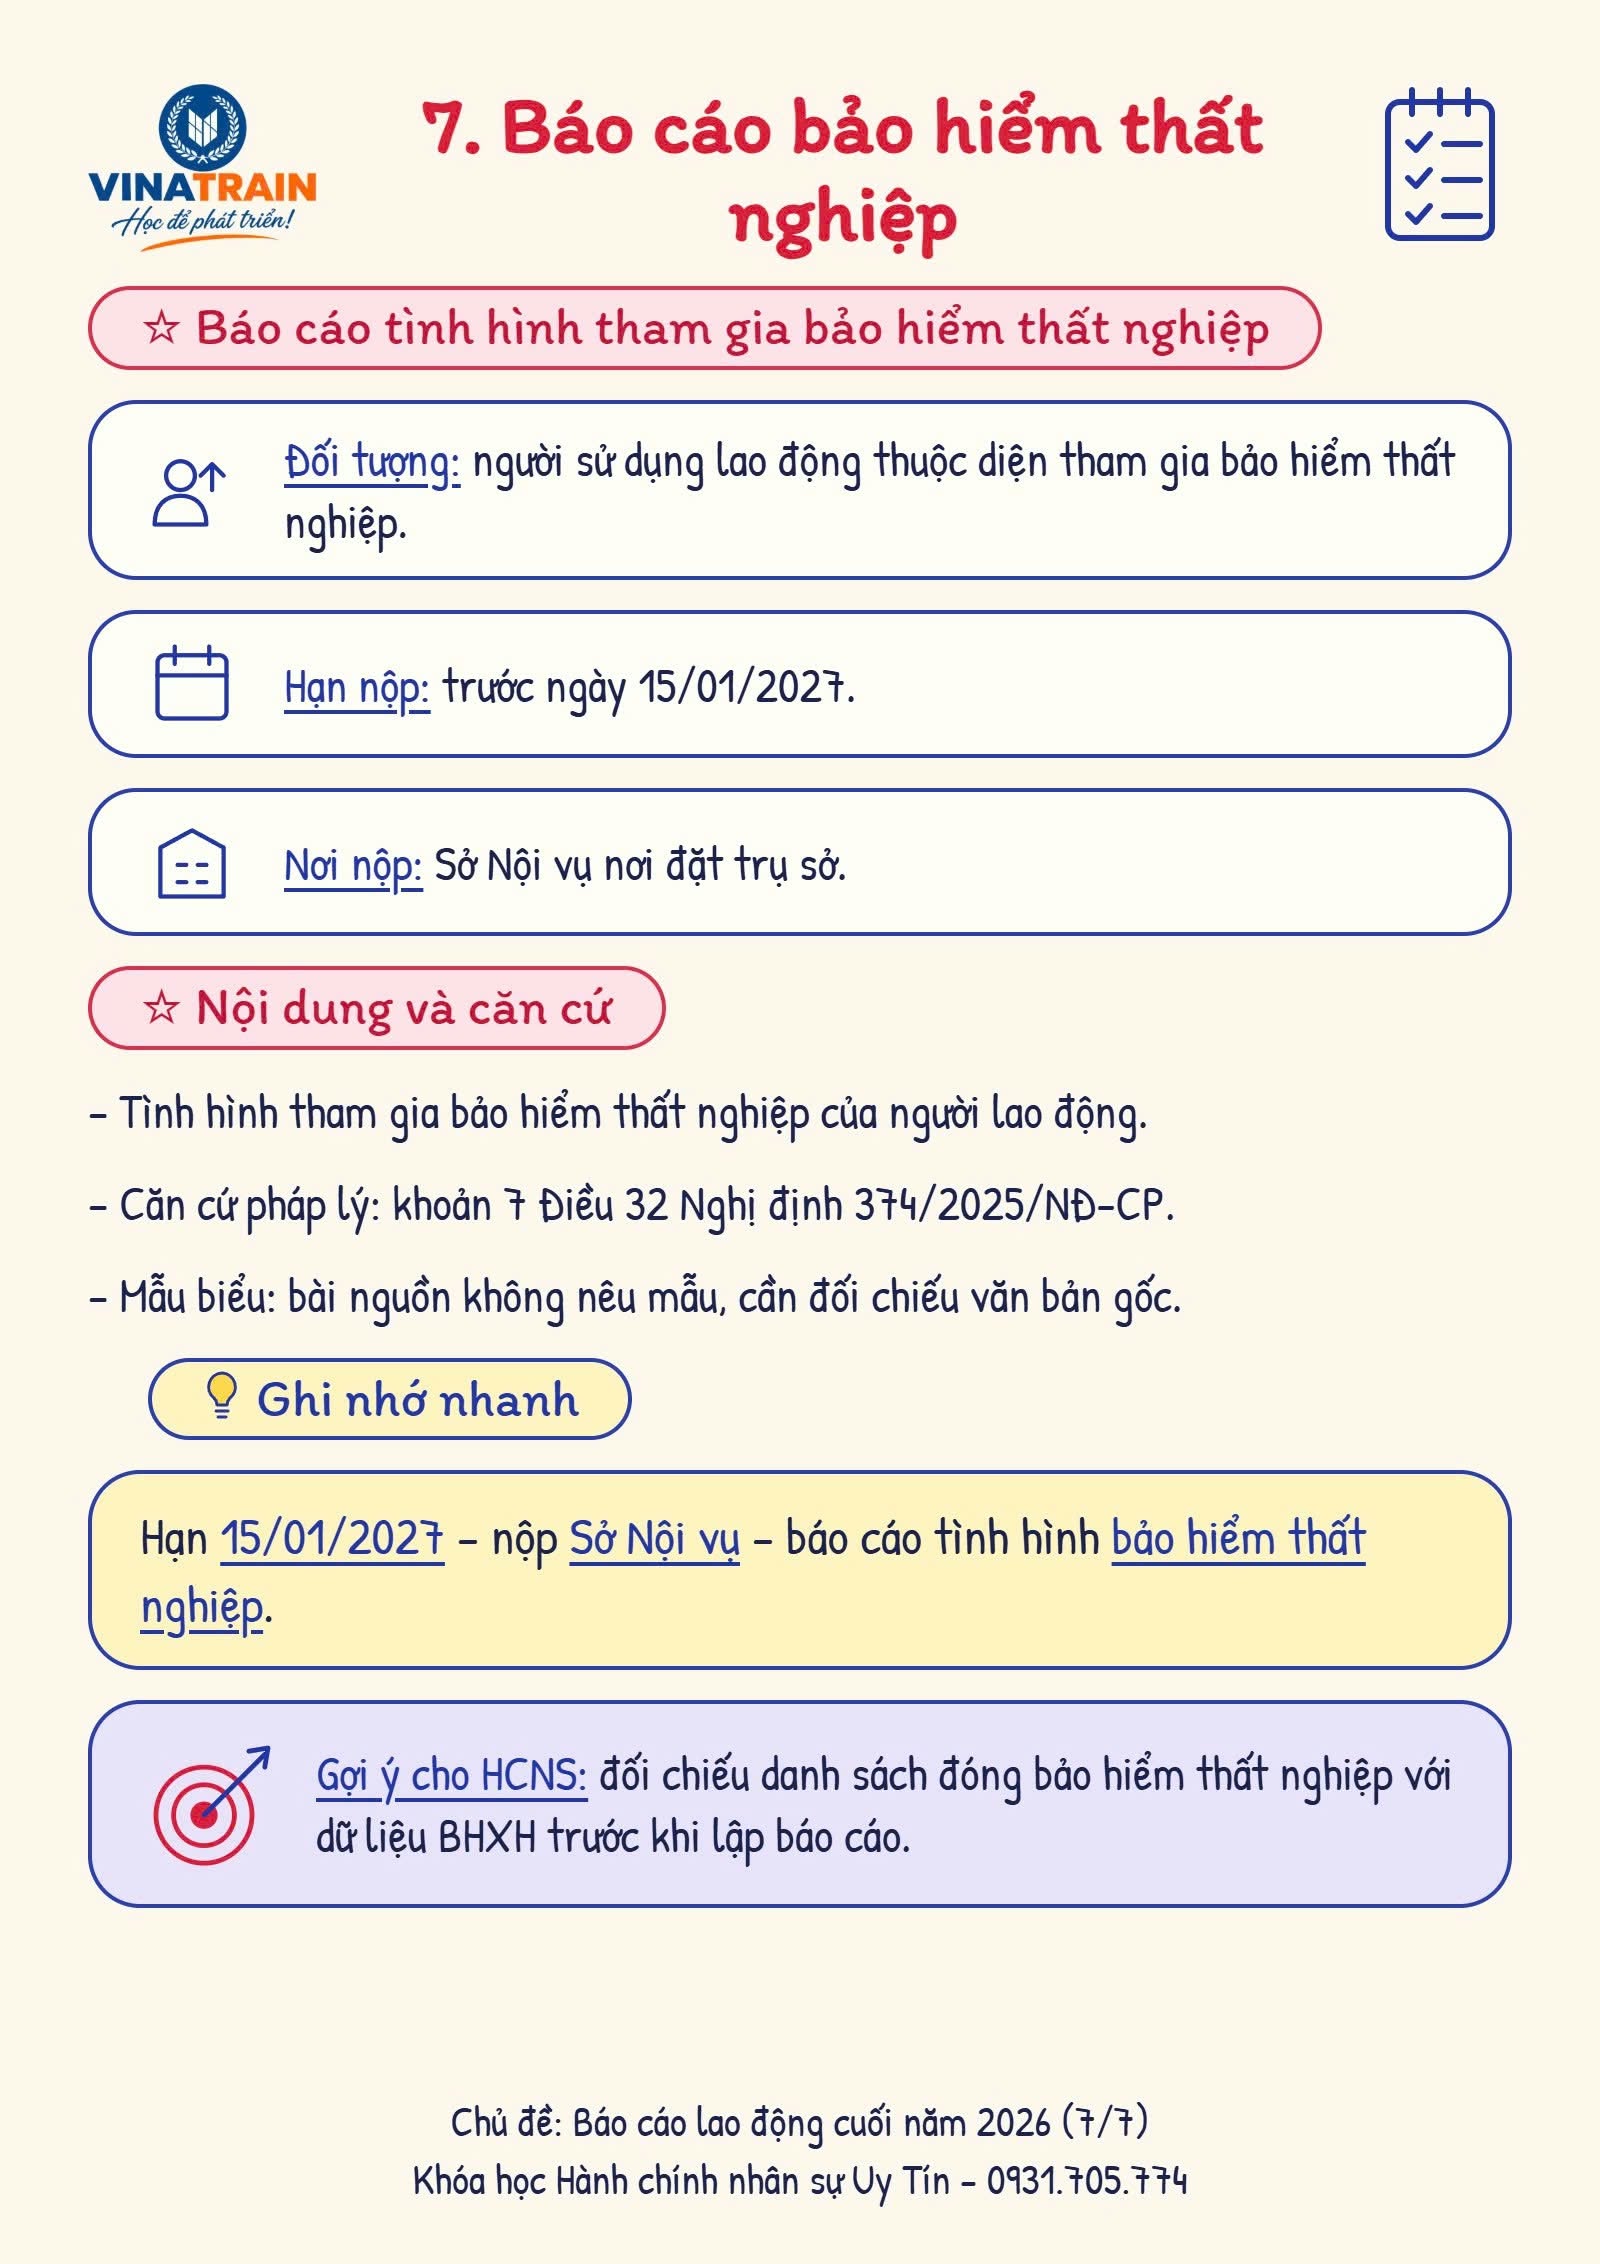 VINATRAIN
Học để phát triển!
7. Báo cáo bảo hiểm thất
nghiệp
☆ Báo cáo tình hình tham gia bảo hiểm thất nghiệp
Đối tượng: người sử dụng lao động thuộc diện tham gia bảo hiểm thất
nghiệp.
Hạn nộp: trước ngày 15/01/2027.
Nơi nộp: Sở Nội vụ nơi đặt trụ sở.
☆ Nội dung và căn cứ
– Tình hình tham gia bảo hiểm thất nghiệp của người lao động.
– Căn cứ pháp lý: khoản 7 Điều 32 Nghị định 374/2025/NĐ-CP.
– Mẫu biểu: bài nguồn không nêu mẫu, cần đối chiếu văn bản gốc.
Ghi nhớ nhanh
Hạn 15/01/2027 – nộp Sở Nội vụ – báo cáo tình hình bảo hiểm thất
nghiệp.
Gợi ý cho HCNS: đối chiếu danh sách đóng bảo hiểm thất nghiệp với
dữ liệu BHXH trước khi lập báo cáo.
Chủ đề: Báo cáo lao động cuối năm 2026 (7/7)
Khóa học Hành chính nhân sự Uy Tín – 0931.705.774